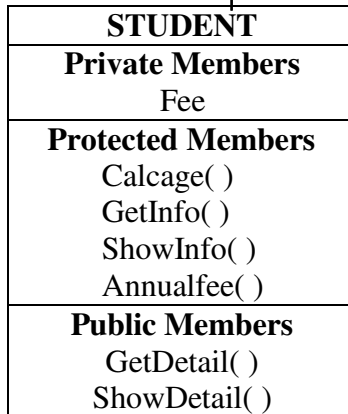 STUDENT
Private Members
Fee
Protected Members
Calcage( )
GetInfo( )
ShowInfo( )
Annualfee( )
Public Members
GetDetail( )
ShowDetail( )